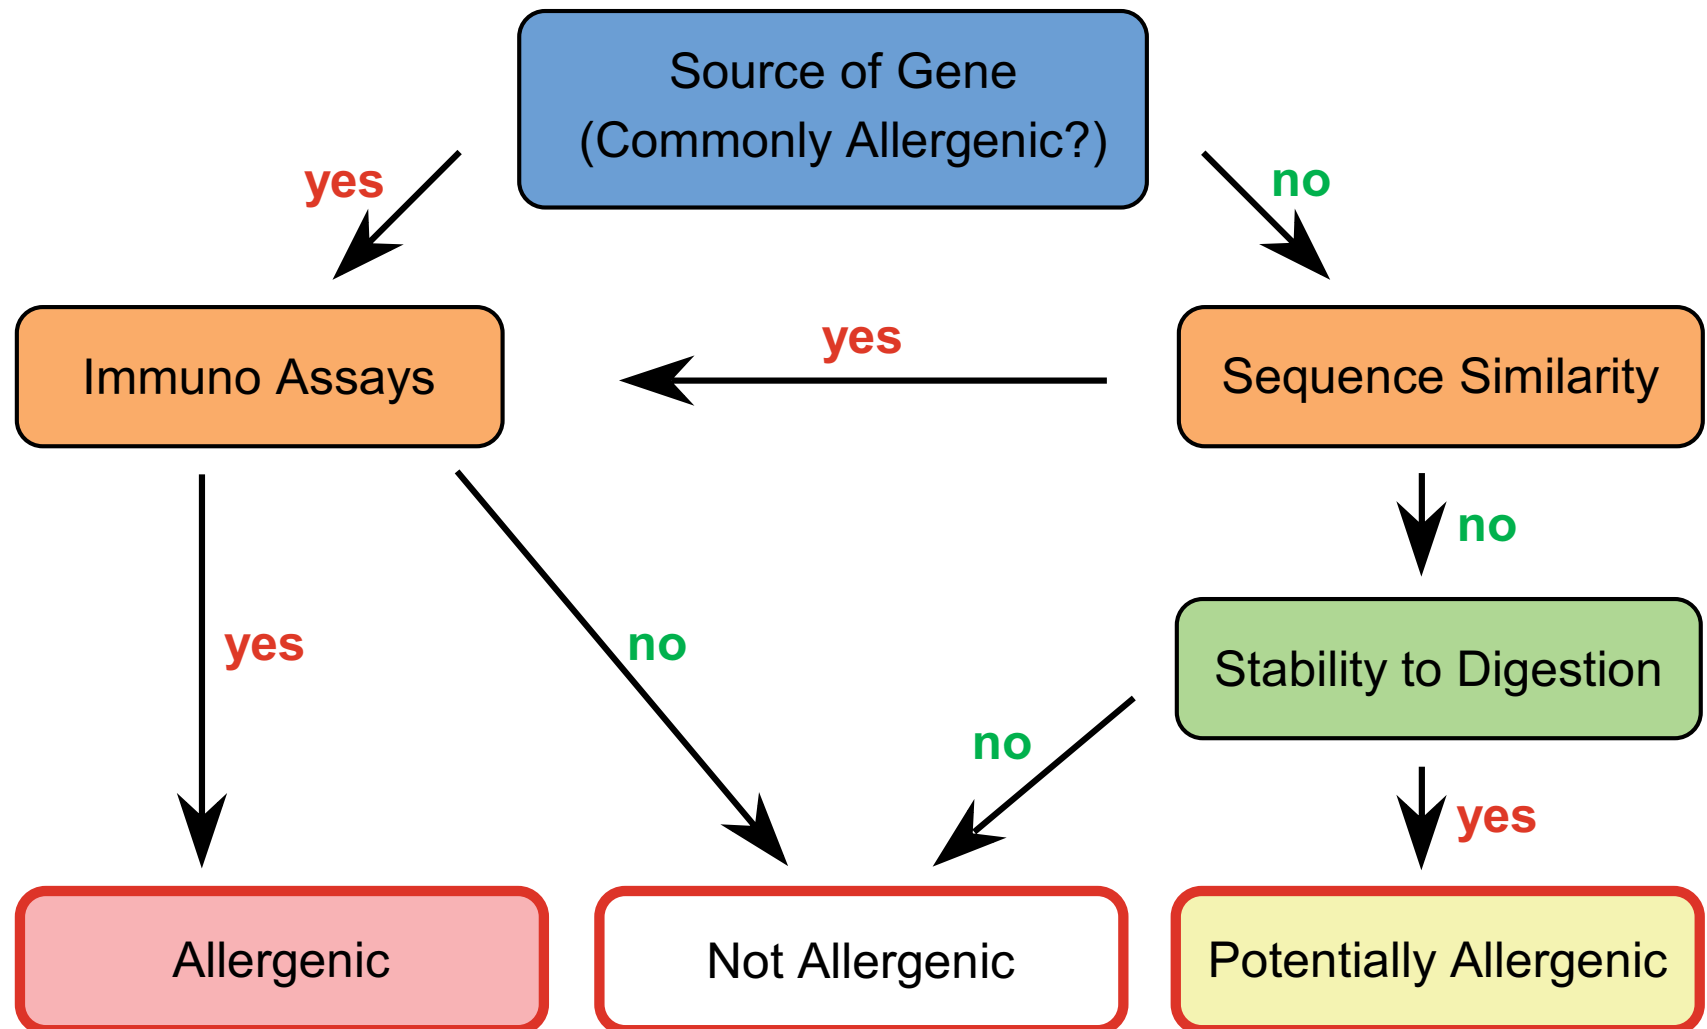 Source of Gene
(Commonly Allergenic?)
yes
no
Immuno Assays
yes
Sequence Similarity
no
yes
no
Stability to Digestion
no
yes
Allergenic
Not Allergenic
Potentially Allergenic